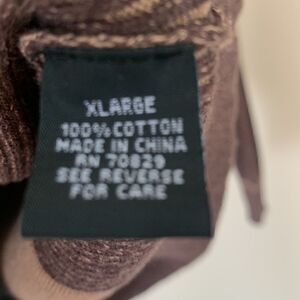 XLARGE
100% COTTON
MADE IN CHINA
RN 70829
SEE REVERSE
FOR CARE